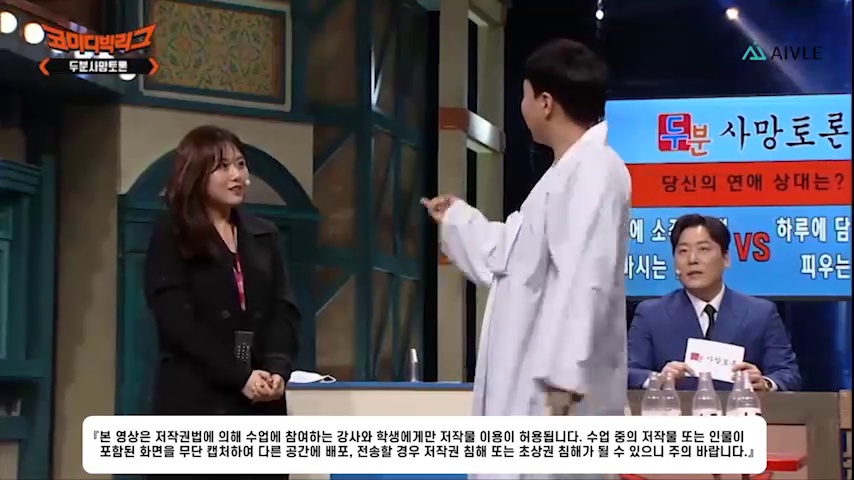 코미디빅리그
두분사망토론
AIVLE
두분 사망토론
당신의 연애 상대는?
VS
하루에 담
피우는
두분 사망토론
『본 영상은 저작권법에 의해 수업에 참여하는 강사와 학생에게만 저작물 이용이 허용됩니다. 수업 중의 저작물 또는 인물이
포함된 화면을 무단 캡처하여 다른 공간에 배포, 전송할 경우 저작권 침해 또는 초상권 침해가 될 수 있으니 주의 바랍니다.』